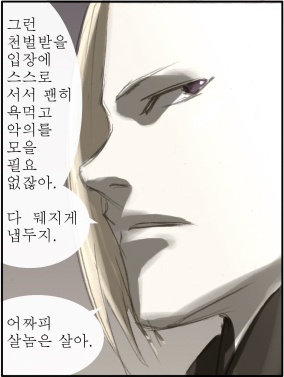 그런
천벌받을
입장에
스스로
서서 괜히
욕먹고
악의를
모을
필요
없잖아.
다 뒈지게
냅두지.
어짜피
살놈은 살아.